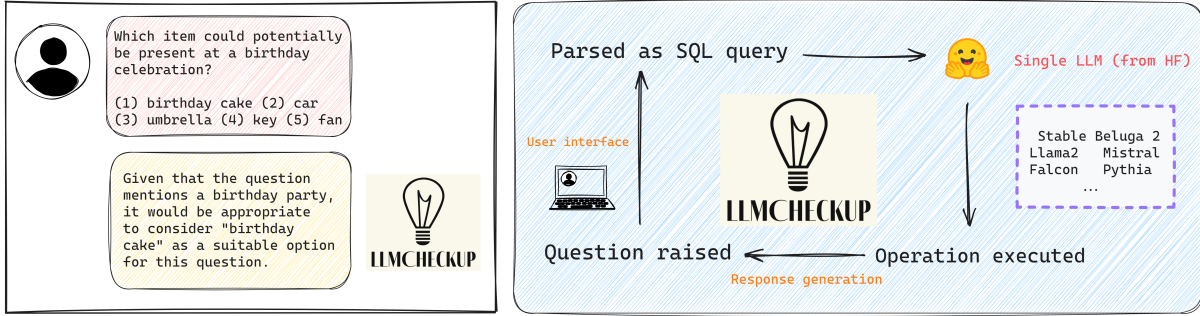 Which item could potentially
be present at a birthday
celebration?
(1) birthday cake (2) car
(3) umbrella (4) key (5) fan
Given that the question
mentions a birthday party,
it would be appropriate
to consider "birthday
cake" as a suitable option
for this question.
LLMCHECKUP
Parsed as SQL query
Single LLM (from HF)
User interface
LLMCHECKUP
Stable Beluga 2
Llama2 Mistral
Falcon Pythia
...
Question raised
Operation executed
Response generation